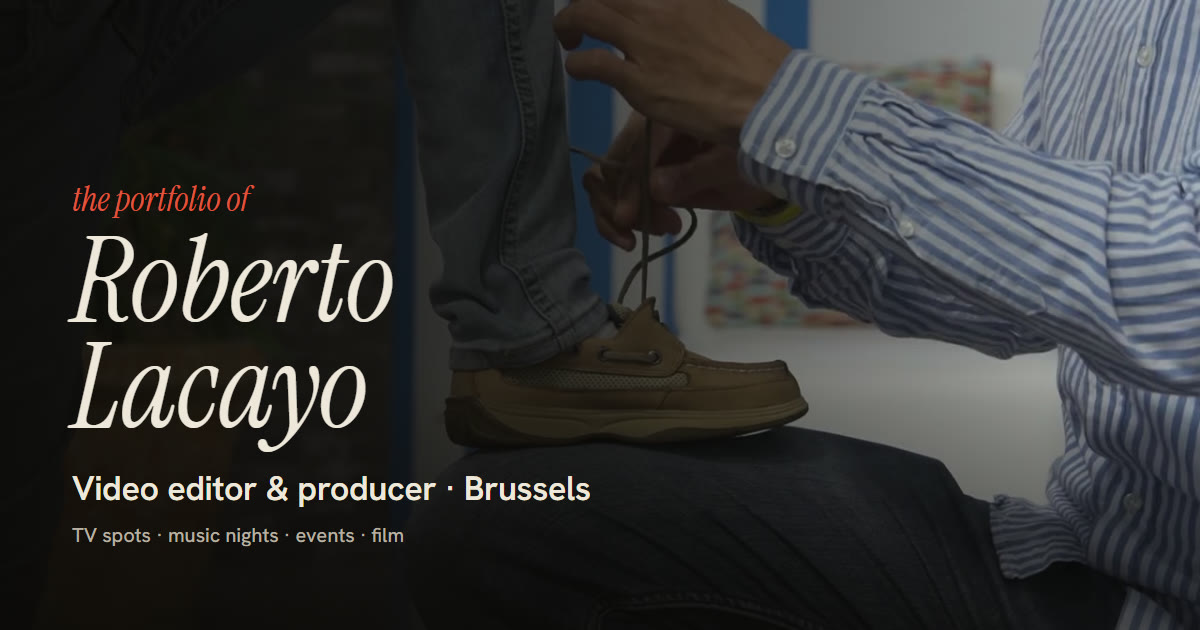 the portfolio of
Roberto
Lacayo
Video editor & producer · Brussels
TV spots · music nights · events · film